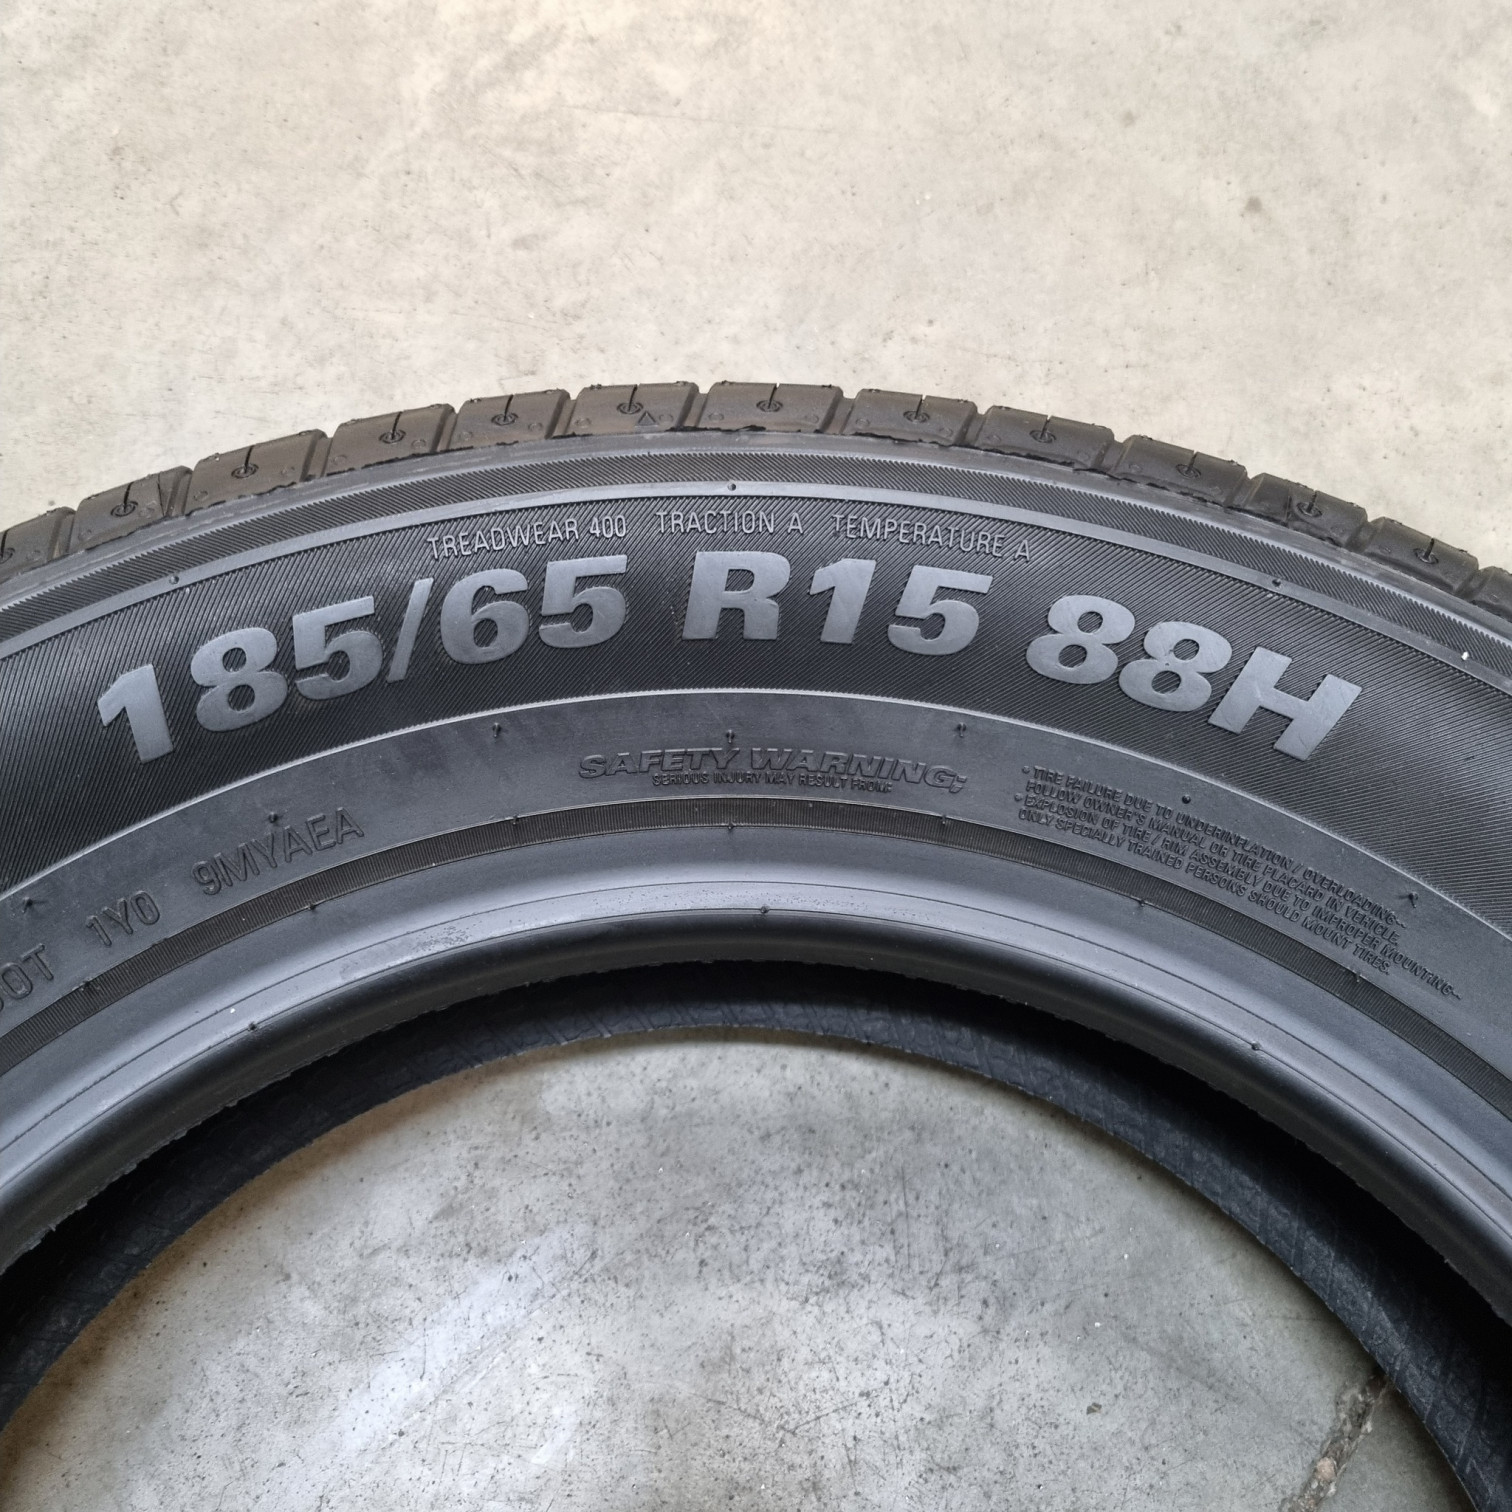 TREADWEAR 400 TRACTION A TEMPERATURE A
185/65 R15 88H
SAFETY WARNING;
SERIOUS INJURY MAY RESULT FROM:
• TIRE FAILURE DUE TO UNDERINFLATION / OVERLOADING-
FOLLOW OWNER'S MANUAL OR TIRE PLACARD IN VEHICLE.
• EXPLOSION OF TIRE / RIM ASSEMBLY DUE TO IMPROPER MOUNTING-
ONLY SPECIALLY TRAINED PERSONS SHOULD MOUNT TIRES.
DOT 1Y0 9MYAEA